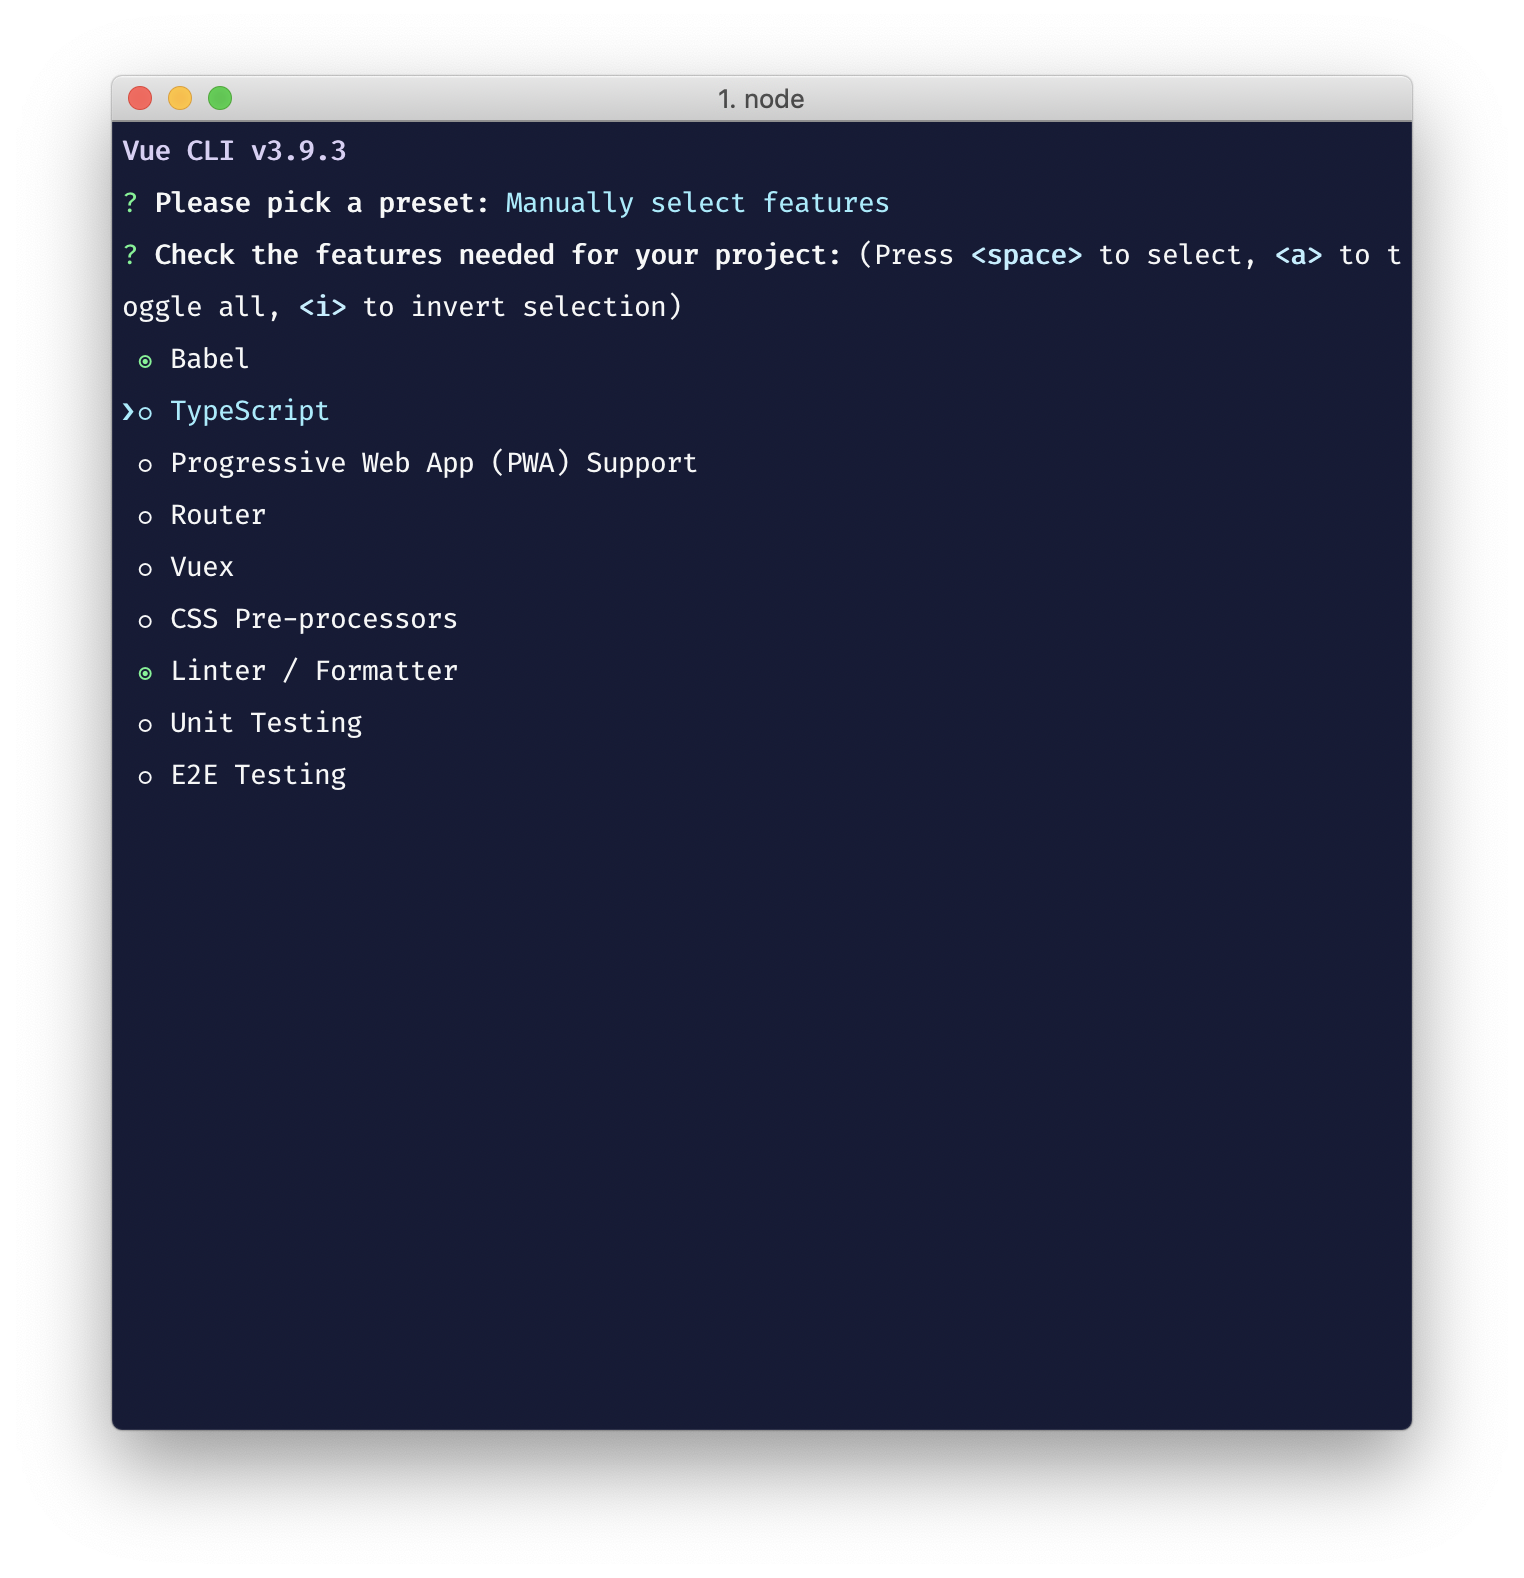 1. node
Vue CLI v3.9.3
? Please pick a preset: Manually select features
? Check the features needed for your project: (Press <space> to select, <a> to t
oggle all, <i> to invert selection)
◉ Babel
❯◯ TypeScript
◯ Progressive Web App (PWA) Support
◯ Router
◯ Vuex
◯ CSS Pre-processors
◉ Linter / Formatter
◯ Unit Testing
◯ E2E Testing